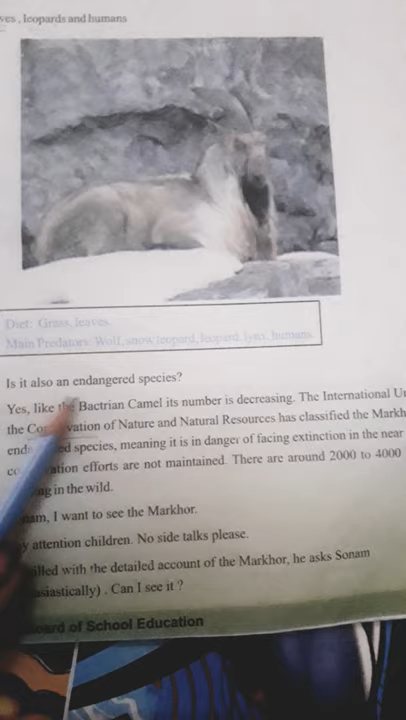 ves , leopards and humans
Diet: Grass, leaves.
Main Predators: Wolf, snow leopard, leopard, lynx, humans.
Is it also an endangered species?
Yes, like the Bactrian Camel its number is decreasing. The International Un
the Co vation of Nature and Natural Resources has classified the Markh
end ed species, meaning it is in danger of facing extinction in the near
co ation efforts are not maintained. There are around 2000 to 4000
ng in the wild.
am, I want to see the Markhor.
y attention children. No side talks please.
illed with the detailed account of the Markhor, he asks Sonam
asiastically) . Can I see it ?
oard of School Education